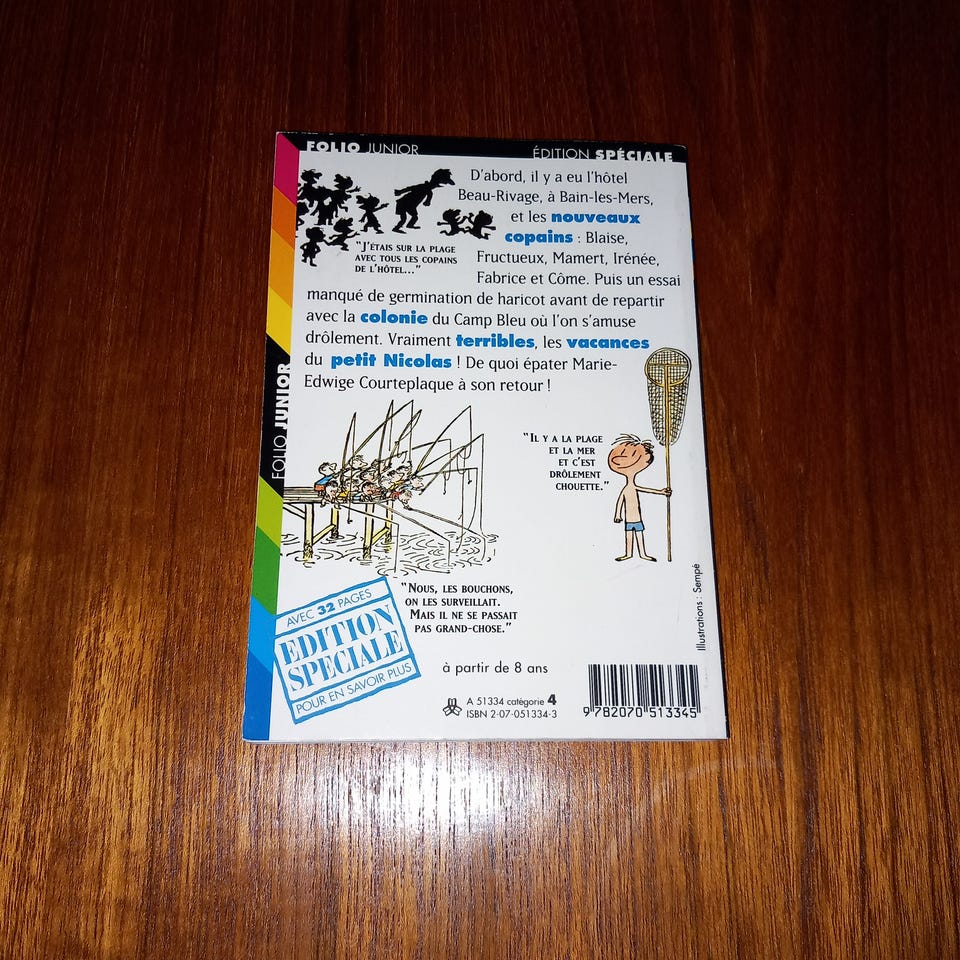 FOLIO JUNIOR ÉDITION SPÉCIALE
D'abord, il y a eu l'hôtel
Beau-Rivage, à Bain-les-Mers,
et les nouveaux
copains : Blaise,
Fructueux, Mamert, Irénée,
Fabrice et Côme. Puis un essai
manqué de germination de haricot avant de repartir
avec la colonie du Camp Bleu où l'on s'amuse
drôlement. Vraiment terribles, les vacances
du petit Nicolas ! De quoi épater Marie-
Edwige Courteplaque à son retour !
"J'ÉTAIS SUR LA PLAGE
AVEC TOUS LES COPAINS
DE L'HÔTEL..."
FOLIO JUNIOR
"IL Y A LA PLAGE
ET LA MER
ET C'EST
DRÔLEMENT
CHOUETTE."
"NOUS, LES BOUCHONS,
ON LES SURVEILLAIT.
MAIS IL NE SE PASSAIT
PAS GRAND-CHOSE."
AVEC 32 PAGES
EDITION
SPECIALE
POUR EN SAVOIR PLUS
Illustrations : Sempé
à partir de 8 ans
A 51334 catégorie 4
ISBN 2-07-051334-3
9 782070 513345